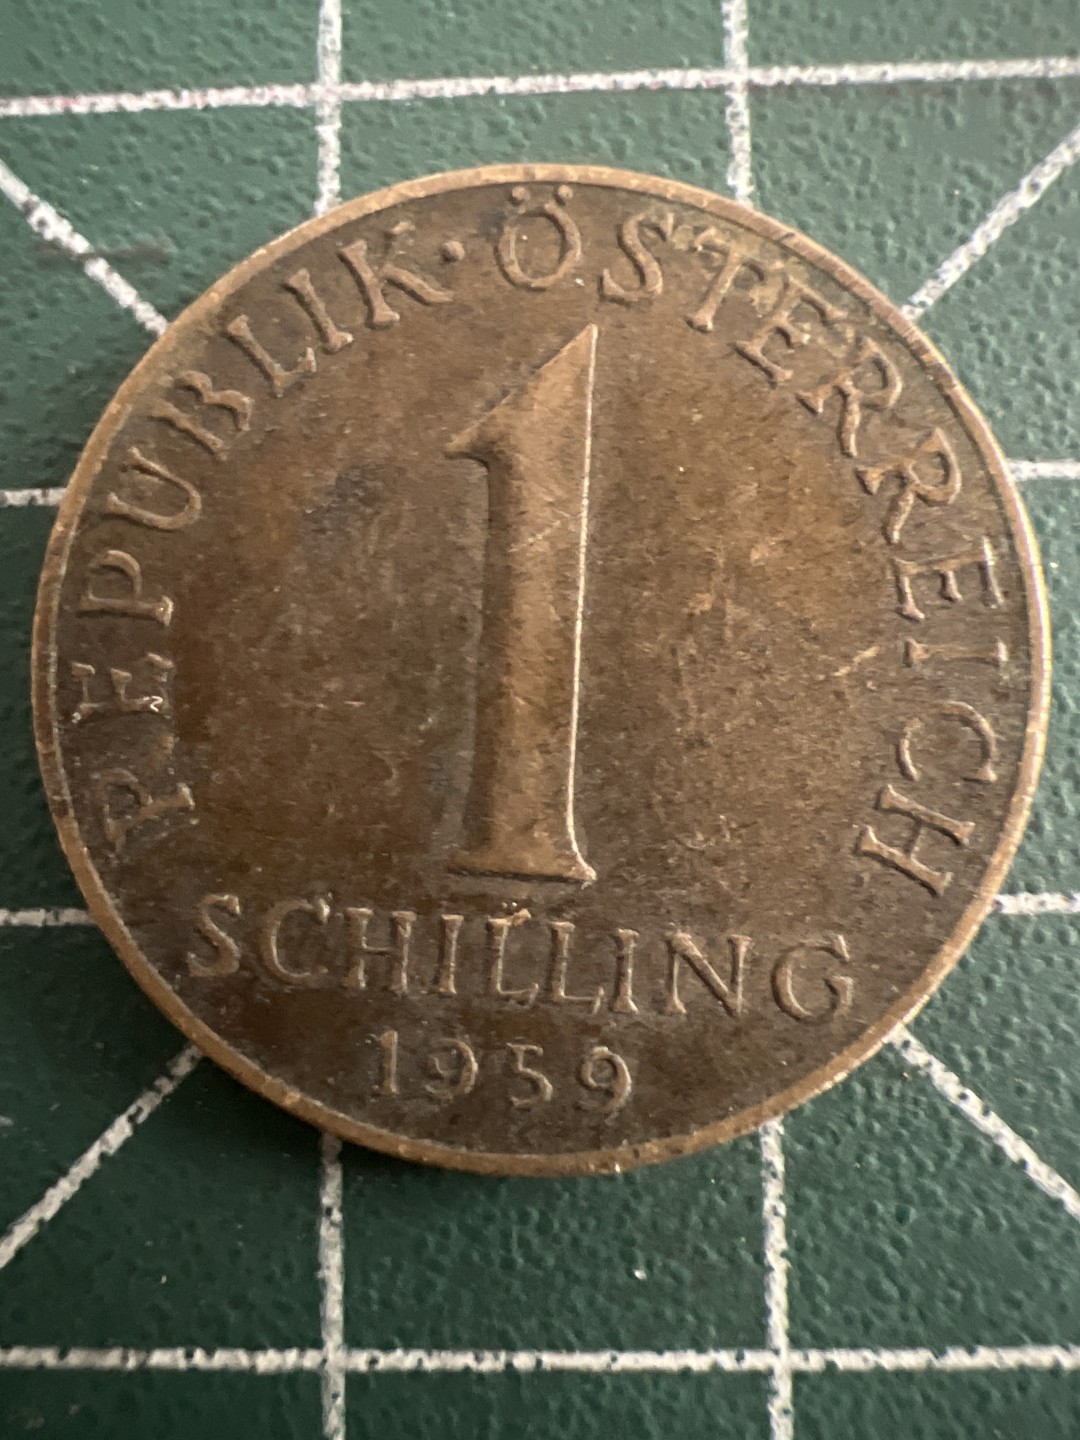 REPUBLIK · ÖSTERREICH
1
SCHILLING
1959